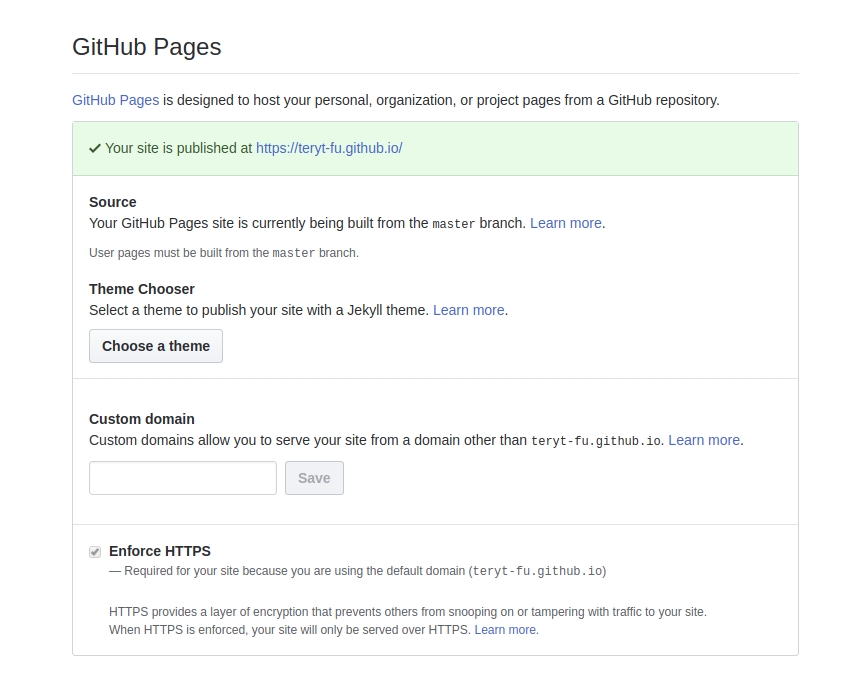 GitHub Pages
GitHub Pages is designed to host your personal, organization, or project pages from a GitHub repository.
Your site is published at https://teryt-fu.github.io/
Source
Your GitHub Pages site is currently being built from the master branch. Learn more.
User pages must be built from the master branch.
Theme Chooser
Select a theme to publish your site with a Jekyll theme. Learn more.
Choose a theme
Custom domain
Custom domains allow you to serve your site from a domain other than teryt-fu.github.io. Learn more.
Save
Enforce HTTPS
— Required for your site because you are using the default domain (teryt-fu.github.io)
HTTPS provides a layer of encryption that prevents others from snooping on or tampering with traffic to your site.
When HTTPS is enforced, your site will only be served over HTTPS. Learn more.